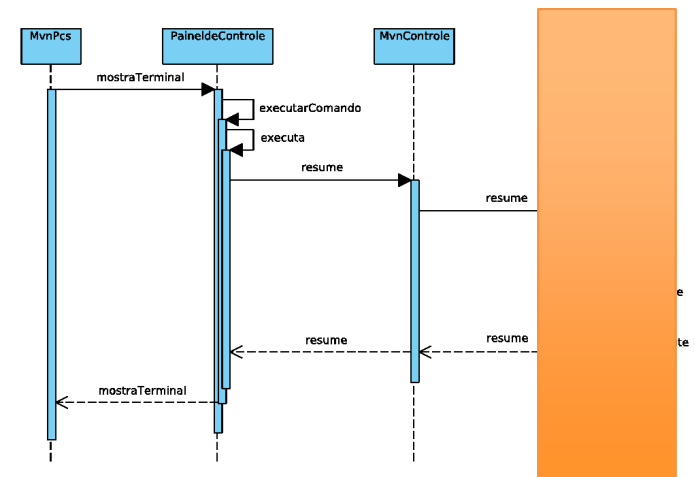 MvnPcs
PaineldeControle
MvnControle
mostraTerminal
executarComando
executa
resume
resume
resume
resume
mostraTerminal